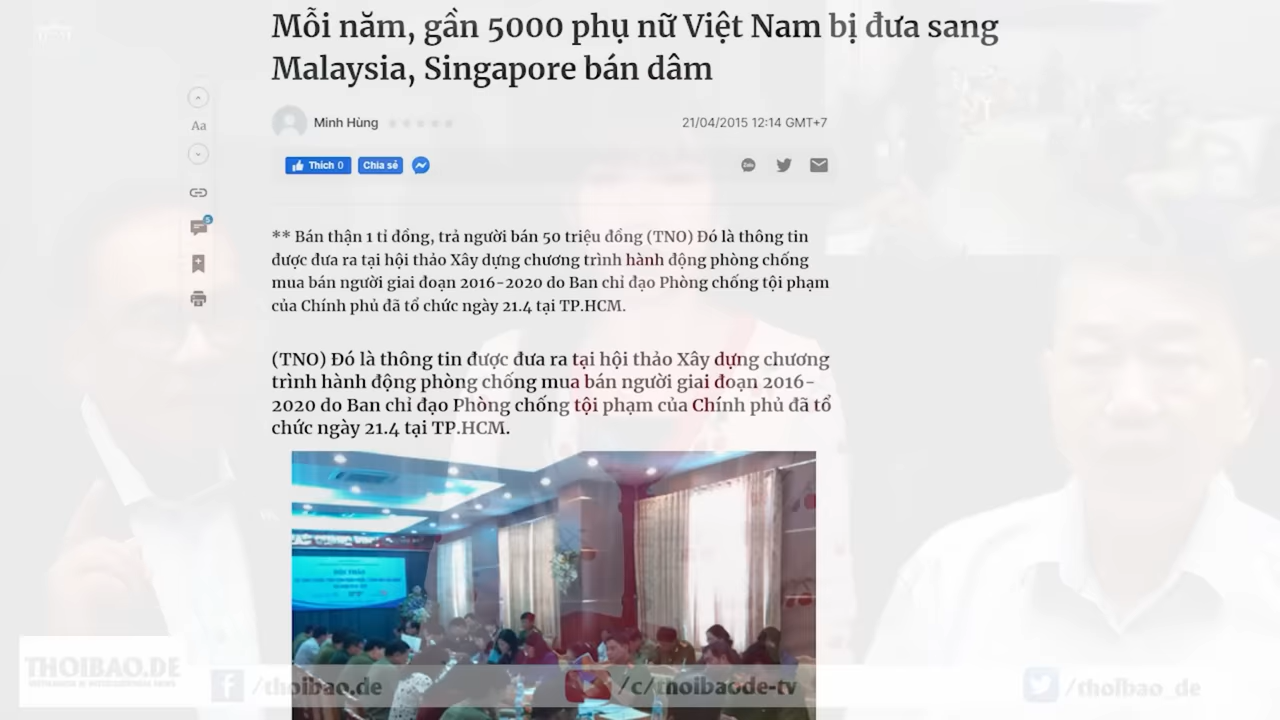 Mỗi năm, gần 5000 phụ nữ Việt Nam bị đưa sang
Malaysia, Singapore bán dâm
Minh Hùng
21/04/2015 12:14 GMT+7
Aa
Thích 0
Chia sẻ
Zalo
5
** Bán thận 1 tỉ đồng, trả người bán 50 triệu đồng (TNO) Đó là thông tin
được đưa ra tại hội thảo Xây dựng chương trình hành động phòng chống
mua bán người giai đoạn 2016-2020 do Ban chỉ đạo Phòng chống tội phạm
của Chính phủ đã tổ chức ngày 21.4 tại TP.HCM.
(TNO) Đó là thông tin được đưa ra tại hội thảo Xây dựng chương
trình hành động phòng chống mua bán người giai đoạn 2016-
2020 do Ban chỉ đạo Phòng chống tội phạm của Chính phủ đã tổ
chức ngày 21.4 tại TP.HCM.
HỘI THẢO
THOIBAO.DE
/thoibao.de
/c/thoibaode-tv
/thoibao_de